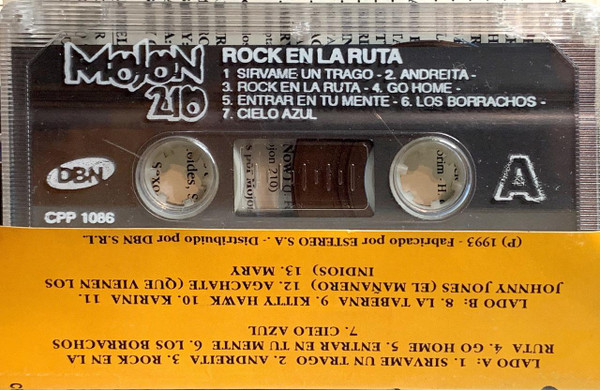 MOJON
210
ROCK EN LA RUTA
1 SIRVAME UN TRAGO - 2. ANDREITA -
3. ROCK EN LA RUTA - 4. GO HOME -
5. ENTRAR EN TU MENTE - 6. LOS BORRACHOS -
7. CIELO AZUL
DBN
CPP 1086
A
LADO A: 1. SIRVAME UN TRAGO 2. ANDREITA 3. ROCK EN LA
RUTA 4. GO HOME 5. ENTRAR EN TU MENTE 6. LOS BORRACHOS
7. CIELO AZUL
LADO B: 8. LA TABERNA 9. KITTY HAWK 10. KARINA 11.
JOHNNY JONES (EL MAÑANERO) 12. AGACHATE (QUE VIENEN LOS
INDIOS) 13. MARY
(P) 1993 - Fabricado por ESTEREO S.A. - Distribuido por DBN S.R.L.